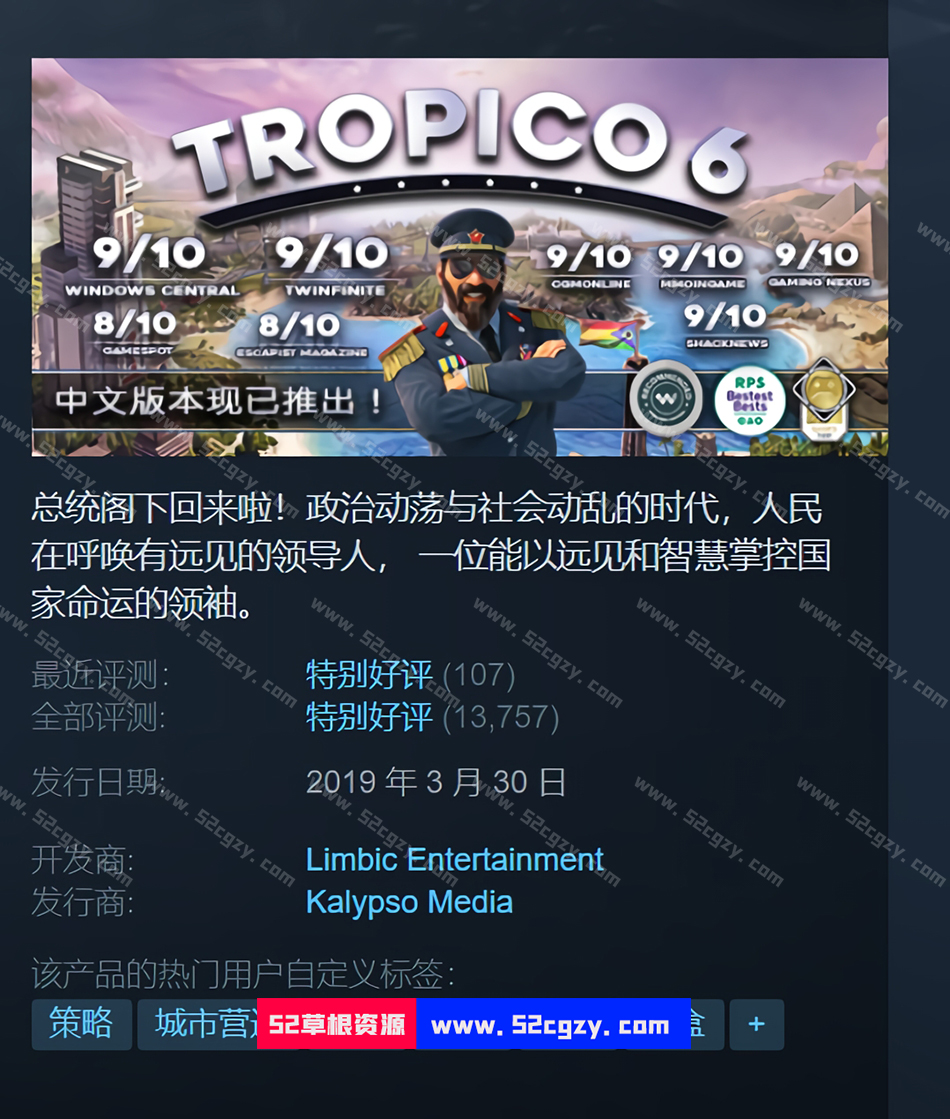 TROPICO 6
9/10
WINDOWS CENTRAL
9/10
TWINFINITE
9/10
CGMONLINE
9/10
MMOINGAME
9/10
GAMING NEXUS
8/10
GAMESPOT
8/10
ESCAPIST MAGAZINE
9/10
SHACKNEWS
中文版本现已推出！
RECOMMENDED
W
RPS
Bestest
Bests
总统阁下回来啦！政治动荡与社会动乱的时代，人民
在呼唤有远见的领导人， 一位能以远见和智慧掌控国
家命运的领袖。
最近评测: 特别好评 (107)
全部评测: 特别好评 (13,757)
发行日期: 2019 年 3 月 30 日
开发商: Limbic Entertainment
发行商: Kalypso Media
该产品的热门用户自定义标签:
策略 城市营 盒 +
52草根资源 www.52cgzy.com
www.52cgzy.com